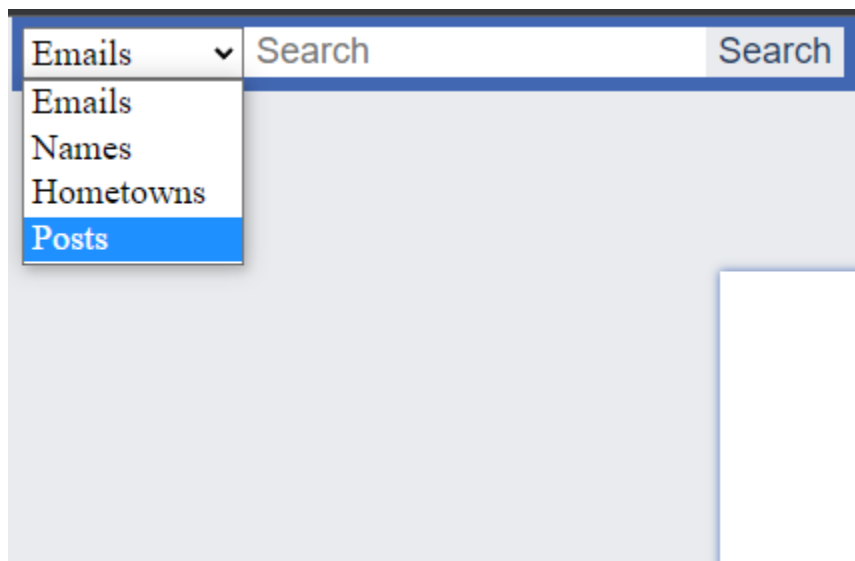 Emails Search Search
Emails
Names
Hometowns
Posts